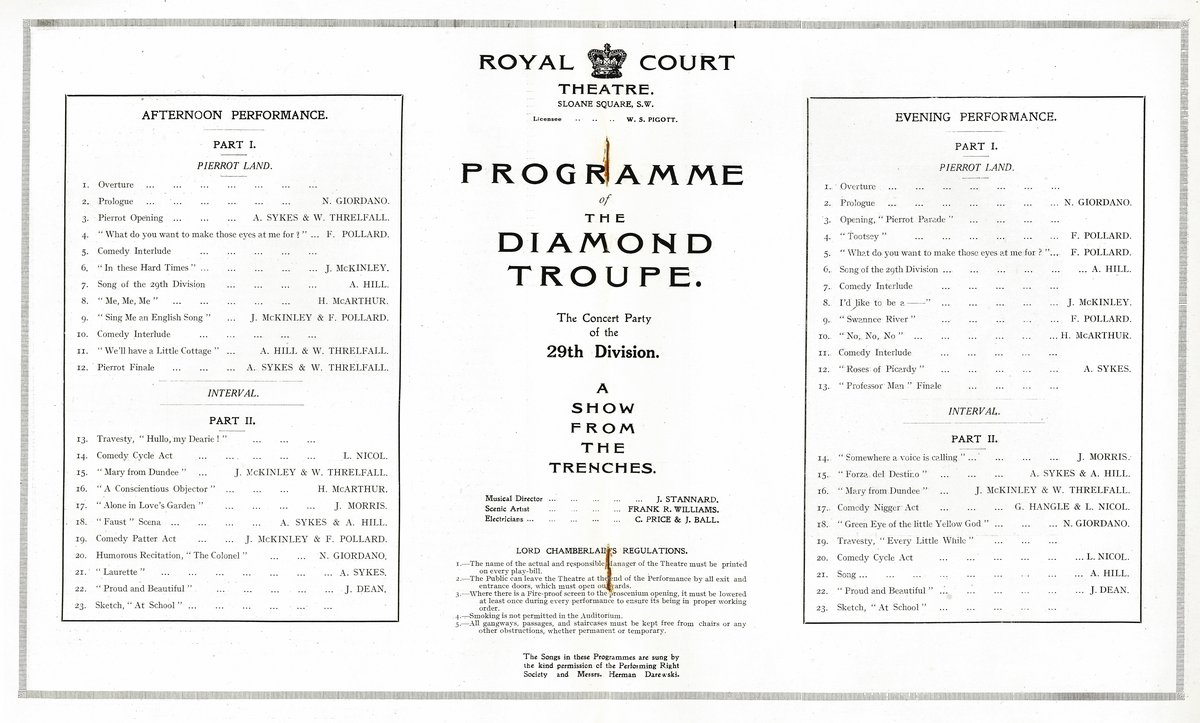 AFTERNOON PERFORMANCE.
PART I.
PIERROT LAND.
1. Overture ... ... ... ... ... ... ...
2. Prologue ... ... ... ... ... ... N. GIORDANO.
3. Pierrot Opening ... ... ... A. SYKES & W. THRELFALL.
4. "What do you want to make those eyes at me for ?" ... F. POLLARD.
5. Comedy Interlude ... ... ... ... ...
6. "In these Hard Times" ... ... ... ... ... J. McKINLEY.
7. Song of the 29th Division ... ... ... ... A. HILL.
8. "Me, Me, Me" ... ... ... ... ... H. McARTHUR.
9. "Sing Me an English Song" ... J. McKINLEY & F. POLLARD.
10. Comedy Interlude ... ... ... ... ...
11. "We'll have a Little Cottage" ... A. HILL & W. THRELFALL.
12. Pierrot Finale ... ... ... A. SYKES & W. THRELFALL.
INTERVAL.
PART II.
13. Travesty, "Hullo, my Dearie !" ... ... ...
14. Comedy Cycle Act ... ... ... ... ... L. NICOL.
15. "Mary from Dundee" ... J. McKINLEY & W. THRELFALL.
16. "A Conscientious Objector" ... ... ... H. McARTHUR.
17. "Alone in Love's Garden" ... ... ... ... J. MORRIS.
18. "Faust" Scena ... ... ... ... A. SYKES & A. HILL.
19. Comedy Patter Act ... J. McKINLEY & F. POLLARD.
20. Humorous Recitation, "The Colonel" ... ... N. GIORDANO.
21. "Laurette" ... ... ... ... ... ... A. SYKES.
22. "Proud and Beautiful" ... ... ... ... ... J. DEAN.
23. Sketch, "At School" ... ... ... ... ... ...
ROYAL COURT
THEATRE.
SLOANE SQUARE, S.W.
Licensee .. .. .. W. S. PIGOTT.
PROGRAMME
of
THE
DIAMOND
TROUPE.
The Concert Party
of the
29th Division.
A
SHOW
FROM
THE
TRENCHES.
Musical Director ... ... ... ... ... J. STANNARD.
Scenic Artist ... ... ... ... FRANK R. WILLIAMS.
Electricians ... ... ... ... ... C. PRICE & J. BALL.
LORD CHAMBERLAIN'S REGULATIONS.
1.—The name of the actual and responsible Manager of the Theatre must be printed
on every play-bill.
2.—The Public can leave the Theatre at the end of the Performance by all exit and
entrance doors, which must open outwards.
3.—Where there is a Fire-proof screen to the proscenium opening, it must be lowered
at least once during every performance to ensure its being in proper working
order.
4.—Smoking is not permitted in the Auditorium.
5.—All gangways, passages, and staircases must be kept free from chairs or any
other obstructions, whether permanent or temporary.
The Songs in these Programmes are sung by
the kind permission of the Performing Right
Society and Messrs. Herman Darewski.
EVENING PERFORMANCE.
PART I.
PIERROT LAND.
1. Overture ... ... ... ... ... ... ...
2. Prologue ... ... ... ... ... ... ... N. GIORDANO.
3. Opening, "Pierrot Parade" ... ... ... ...
4. "Tootsey" ... ... ... ... ... F. POLLARD.
5. "What do you want to make those eyes at me for ?"... F. POLLARD.
6. Song of the 29th Division ... ... ... ... ... ... A. HILL.
7. Comedy Interlude ... ... ... ... ...
8. I'd like to be a ——" ... ... ... ... ... J. McKINLEY.
9. "Swannee River" ... ... ... ... ... F. POLLARD.
10. "No, No, No" ... ... ... ... ... ... H. McARTHUR.
11. Comedy Interlude ... ... ... ... ...
12. "Roses of Picardy" ... ... ... ... ... A. SYKES.
13. "Professor Man" Finale ... ... ... ...
INTERVAL.
PART II.
14. "Somewhere a voice is calling" ... ... ... ... J. MORRIS.
15. "Forza del Destino" ... ... ... A. SYKES & A. HILL.
16. "Mary from Dundee" ... J. McKINLEY & W. THRELFALL.
17. Comedy Nigger Act ... ... ... G. HANGLE & L. NICOL.
18. "Green Eye of the little Yellow God" ... ... ... N. GIORDANO.
19. Travesty, "Every Little While" ... ... ... ...
20. Comedy Cycle Act ... ... ... ... ... ... L. NICOL.
21. Song ... ... ... ... ... ... ... ... ... A. HILL.
22. "Proud and Beautiful" ... ... ... ... ... ... J. DEAN.
23. Sketch, "At School" ... ... ... ... ...